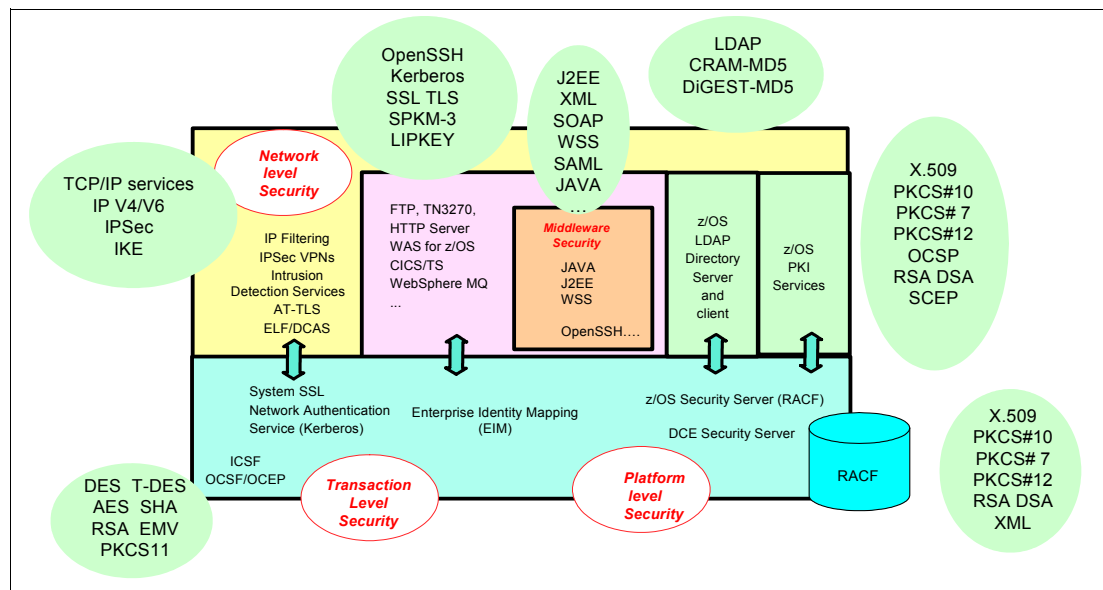 OpenSSH
Kerberos
SSL TLS
SPKM-3
LIPKEY
J2EE
XML
SOAP
WSS
SAML
JAVA
...
LDAP
CRAM-MD5
DiGEST-MD5
TCP/IP services
IP V4/V6
IPSec
IKE
Network
level
Security
IP Filtering
IPSec VPNs
Intrusion
Detection Services
AT-TLS
ELF/DCAS
FTP, TN3270,
HTTP Server
WAS for z/OS
CICS/TS
WebSphere MQ
...
Middleware
Security
JAVA
J2EE
WSS
OpenSSH....
z/OS
LDAP
Directory
Server
and
client
z/OS
PKI
Services
X.509
PKCS#10
PKCS# 7
PKCS#12
OCSP
RSA DSA
SCEP
System SSL
Network Authentication
Service (Kerberos)
Enterprise Identity Mapping
(EIM)
z/OS Security Server (RACF)
DCE Security Server
ICSF
OCSF/OCEP
Transaction
Level
Security
Platform
level
Security
RACF
DES T-DES
AES SHA
RSA EMV
PKCS11
X.509
PKCS#10
PKCS# 7
PKCS#12
RSA DSA
XML